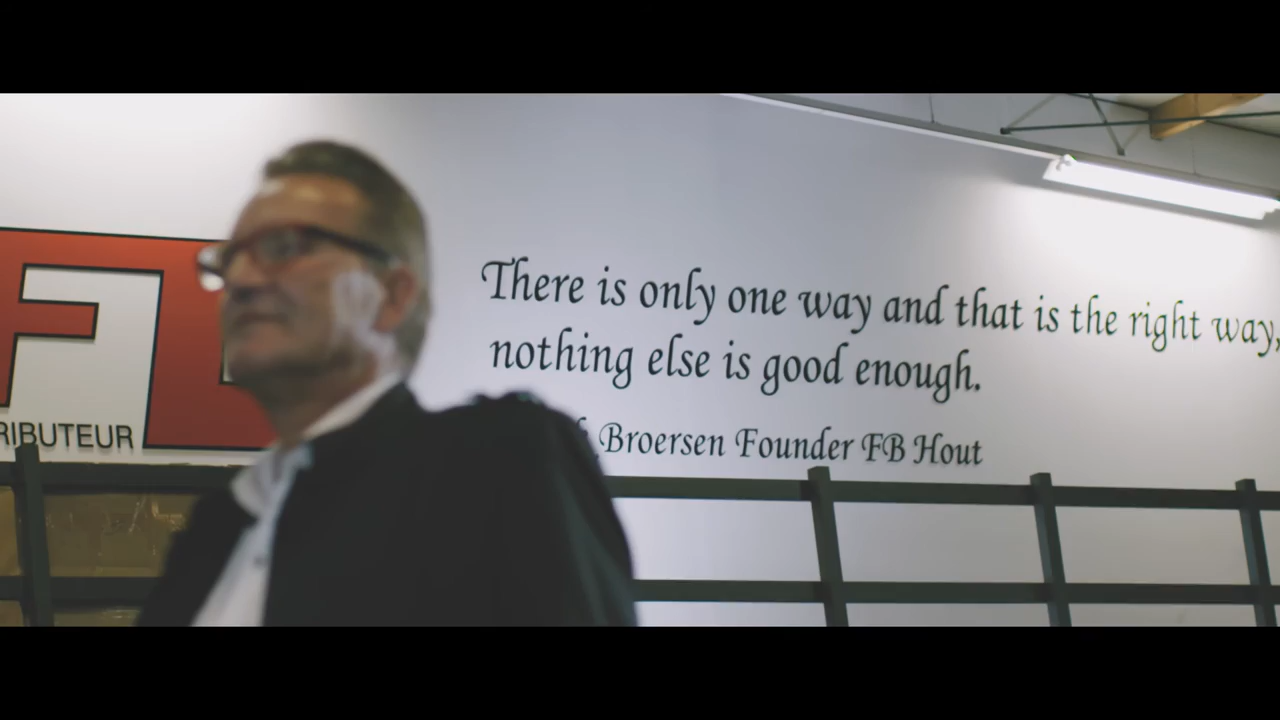 There is only one way and that is the right way,
nothing else is good enough.
Broersen Founder FB Hout
RIBUTEUR